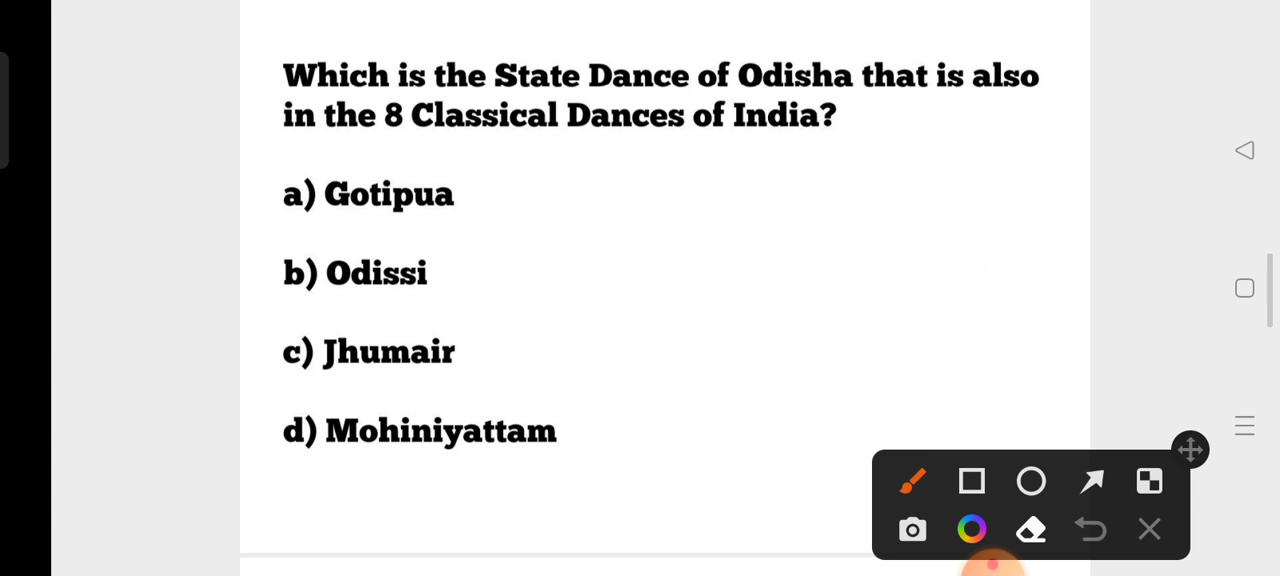 Which is the State Dance of Odisha that is also
in the 8 Classical Dances of India?
a) Gotipua
b) Odissi
c) Jhumair
d) Mohiniyattam